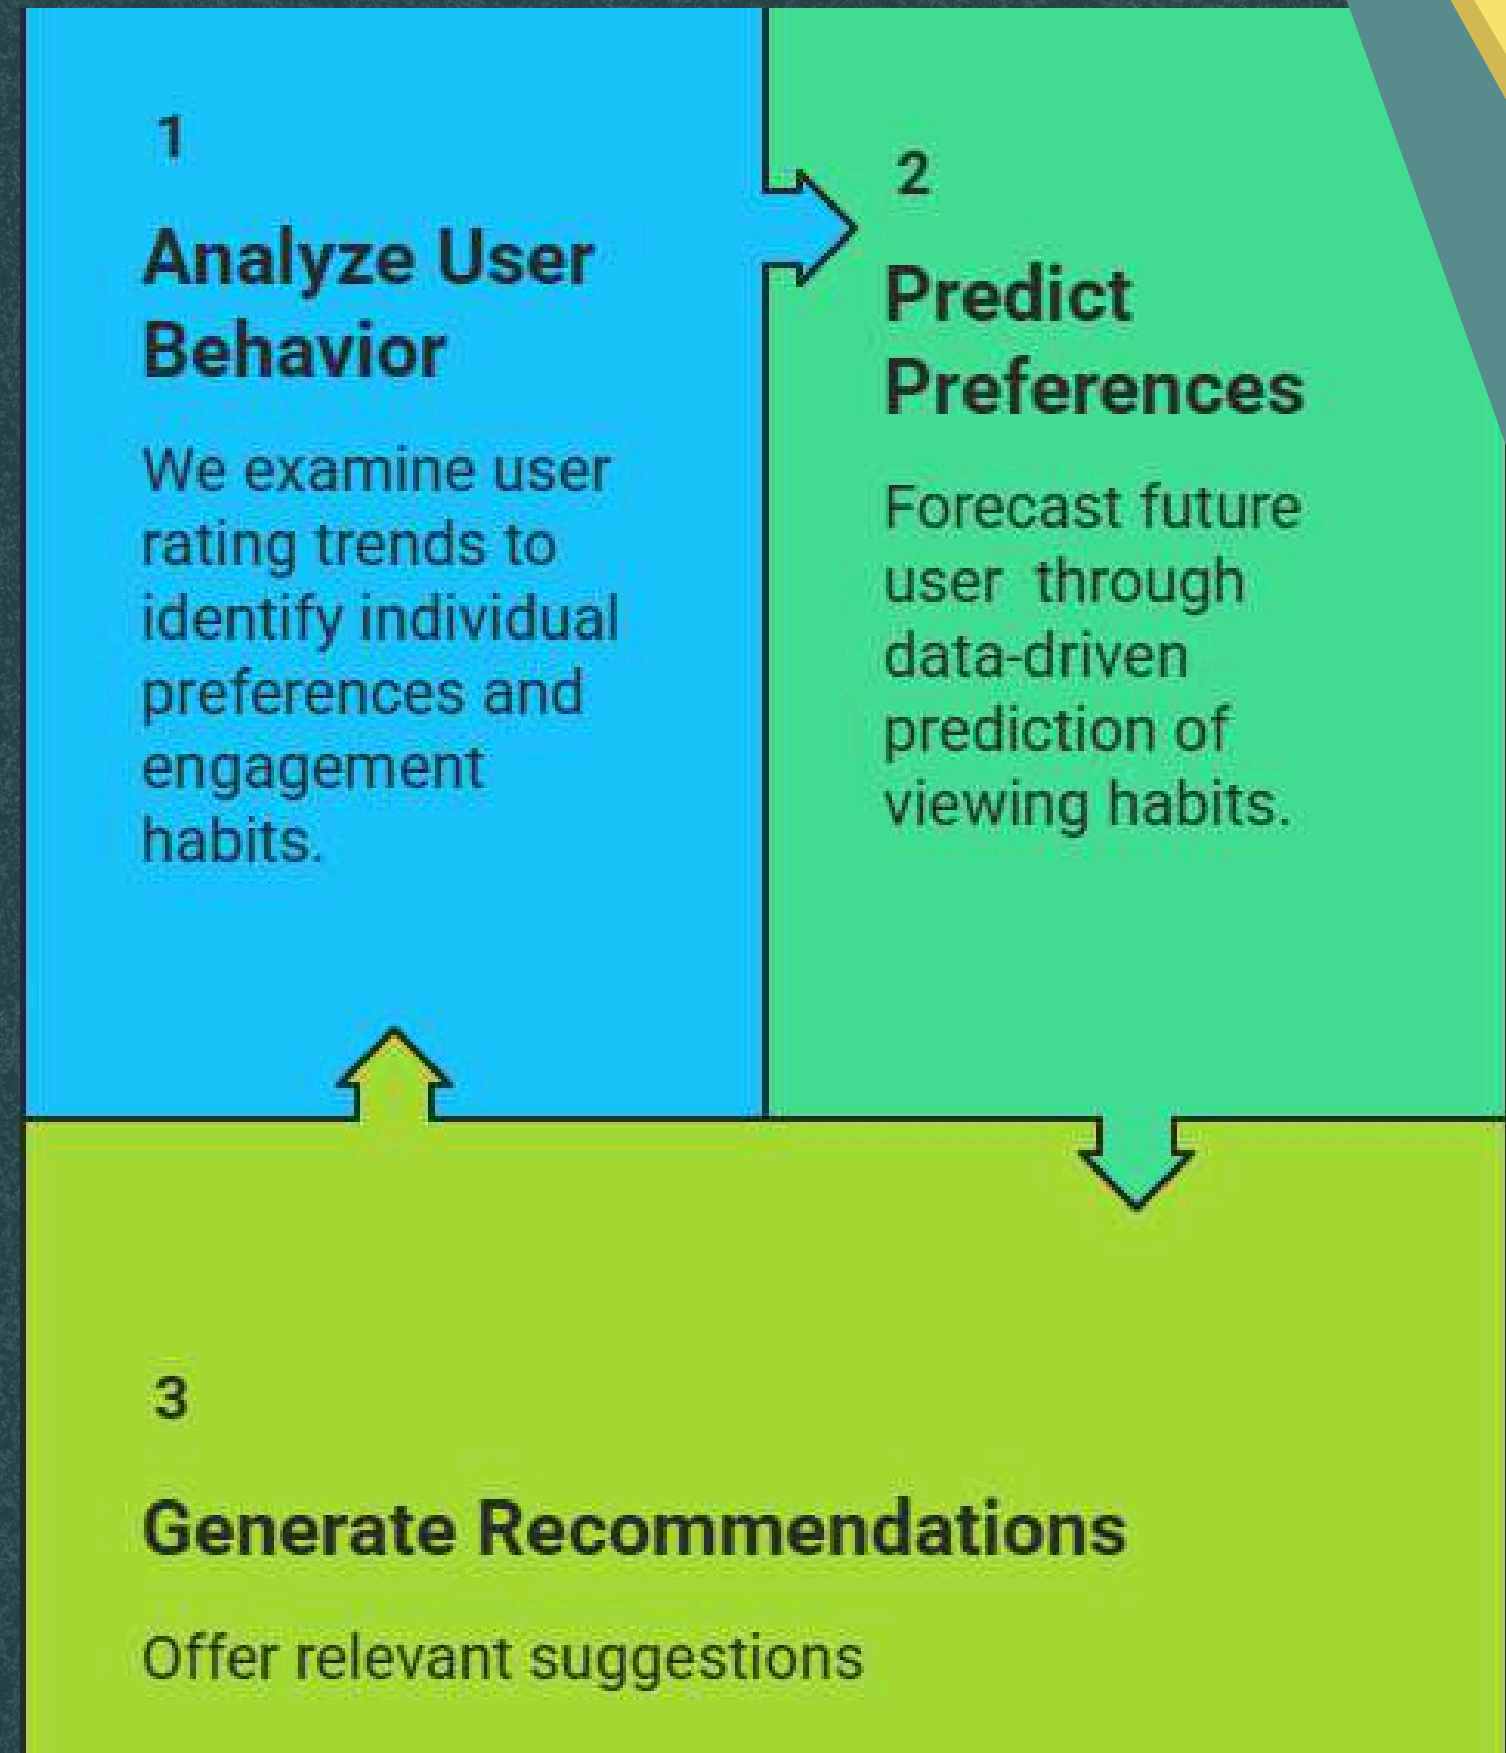 1
Analyze User
Behavior
We examine user
rating trends to
identify individual
preferences and
engagement
habits.
2
Predict
Preferences
Forecast future
user  through
data-driven
prediction of
viewing habits.
3
Generate Recommendations
Offer relevant suggestions